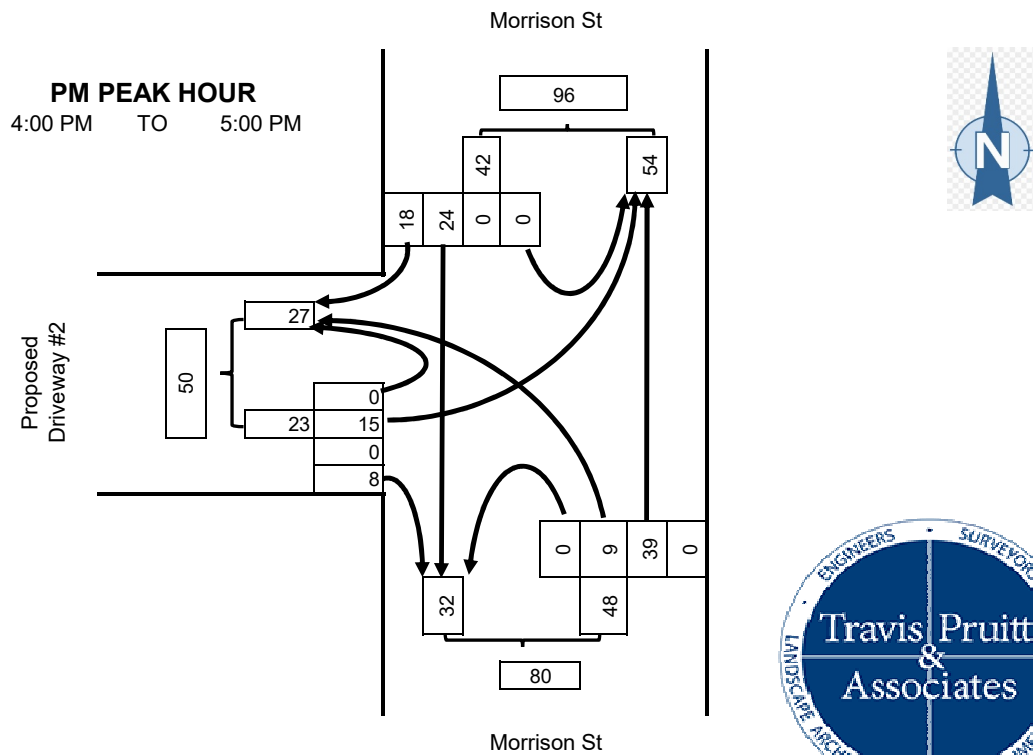 Morrison St
PM PEAK HOUR
4:00 PM TO 5:00 PM
96
42
54
18 24 0 0
N
27
50
Proposed
Driveway #2
0
23 15
0
8
0 9 39 0
32
48
80
Morrison St
ENGINEERS · SURVEYORS
Travis Pruitt
&
Associates
LANDSCAPE